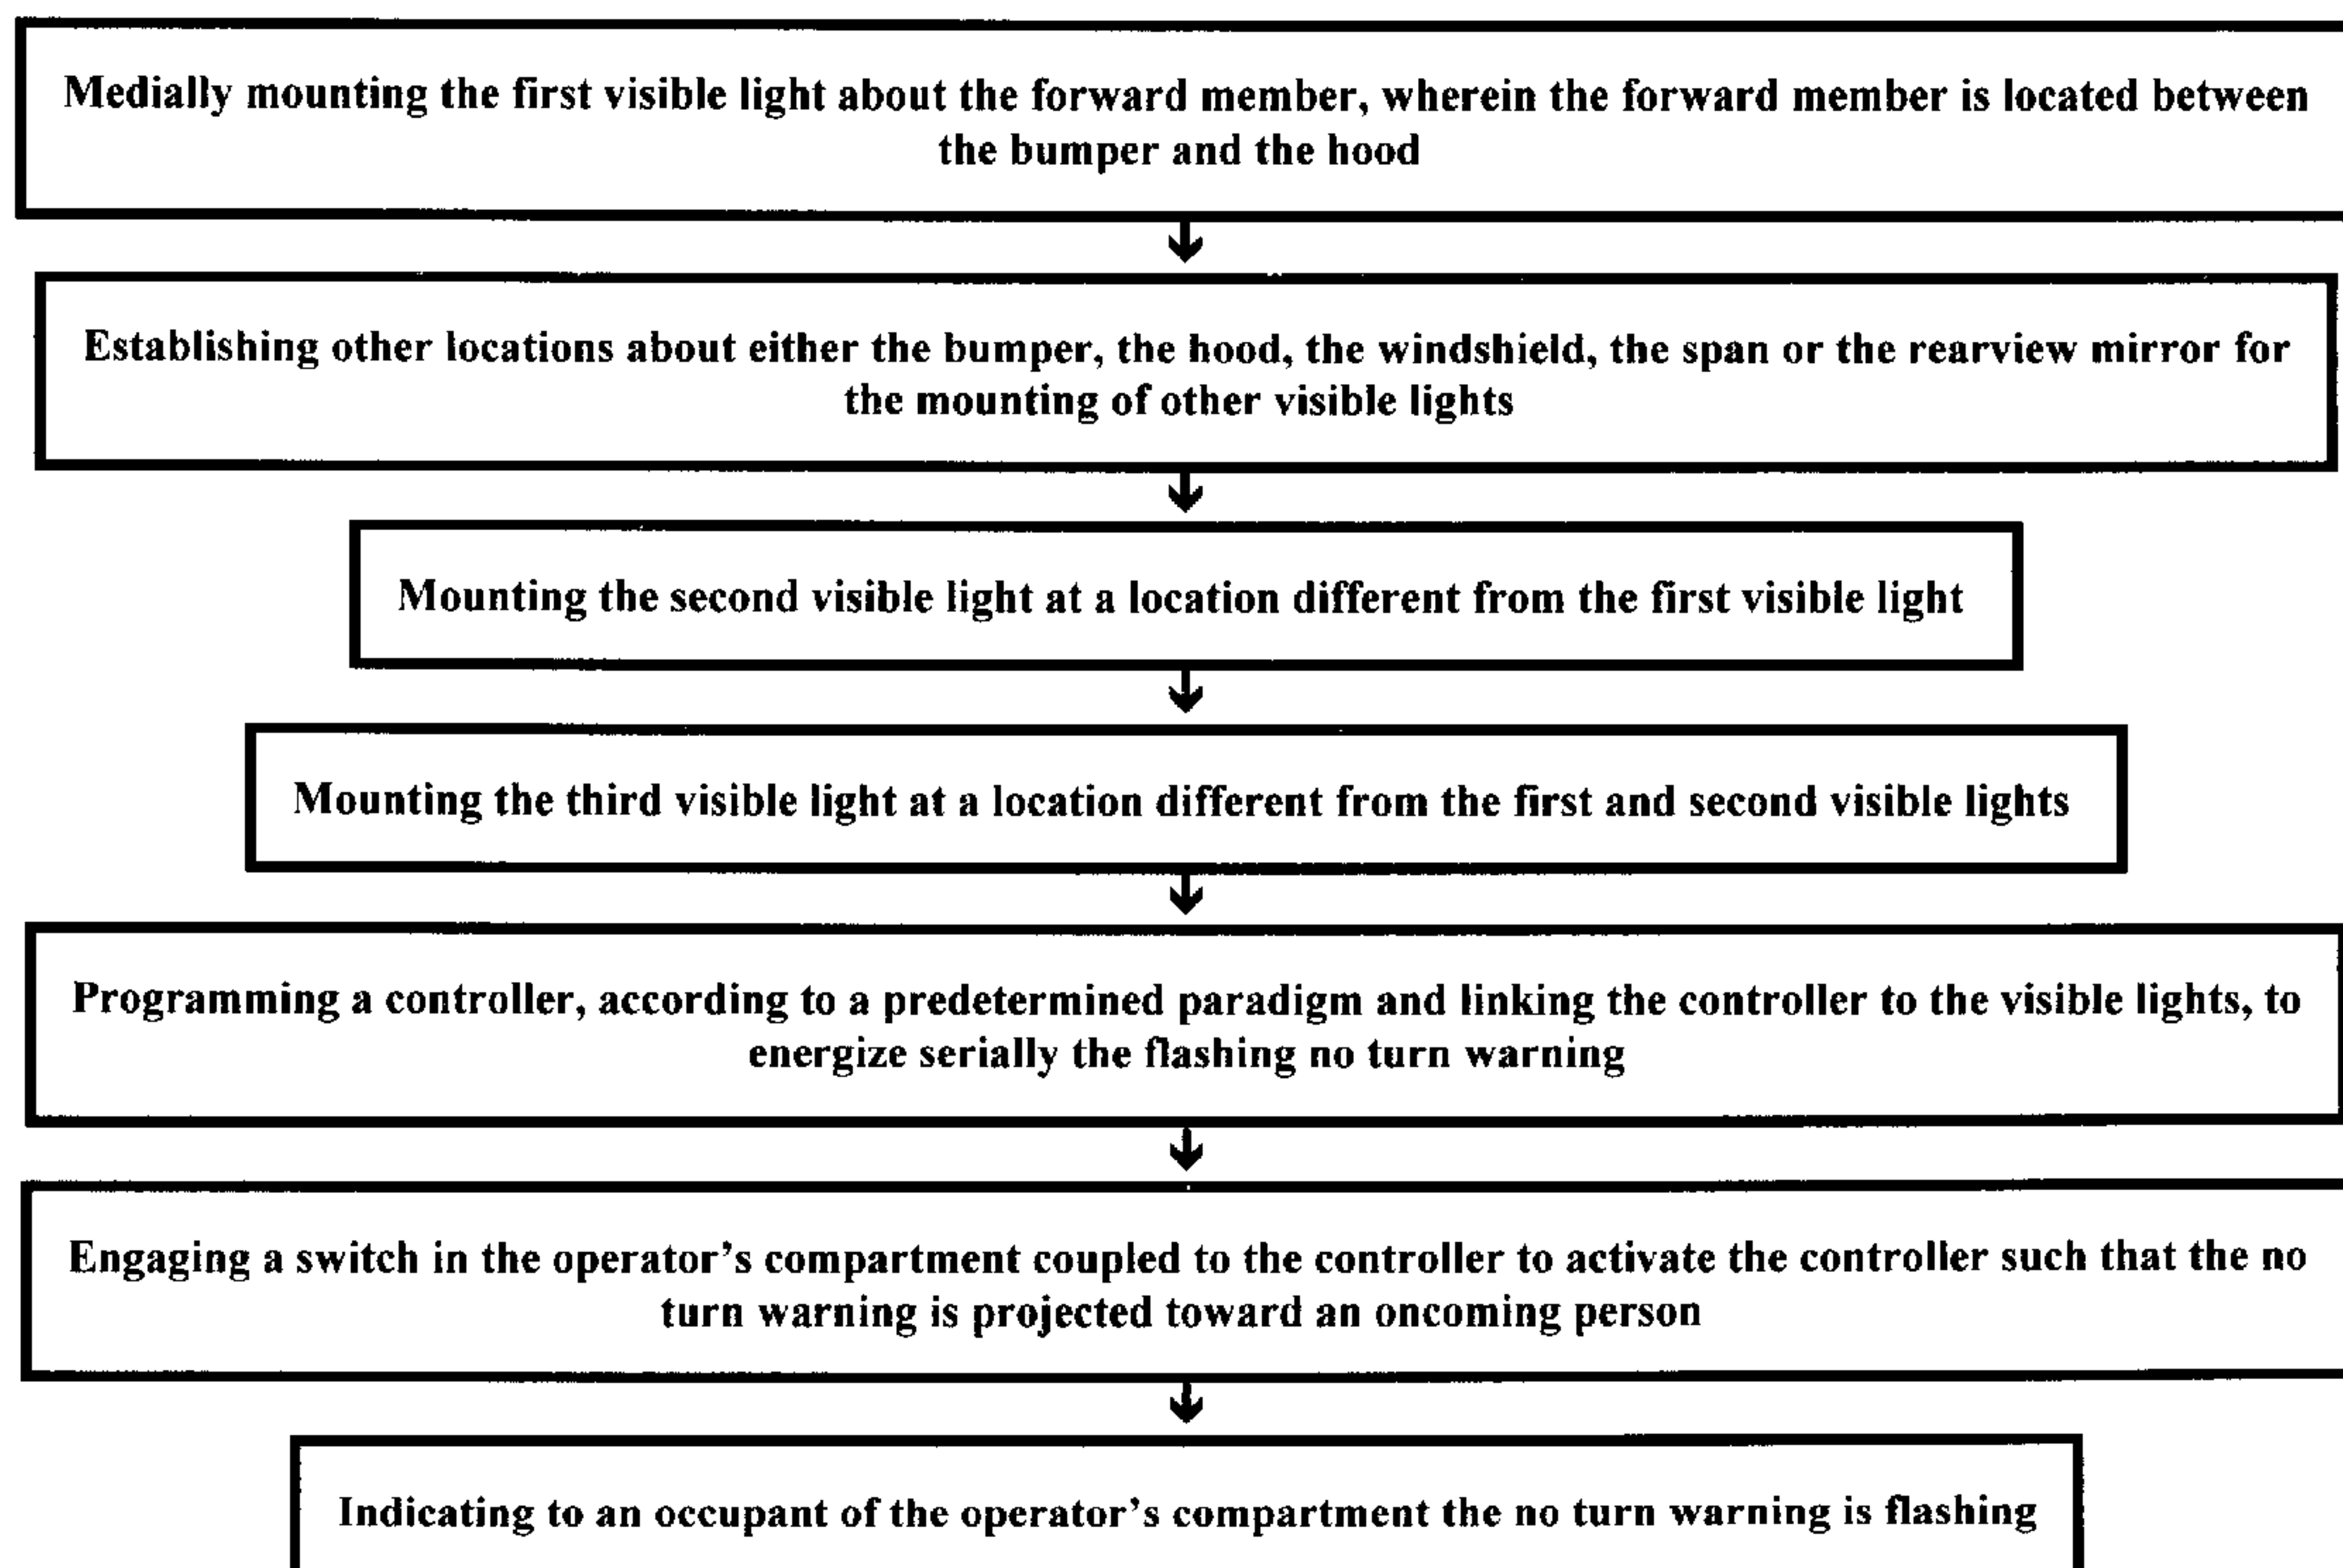 Medially mounting the first visible light about the forward member, wherein the forward member is located between
the bumper and the hood
Establishing other locations about either the bumper, the hood, the windshield, the span or the rearview mirror for
the mounting of other visible lights
Mounting the second visible light at a location different from the first visible light
Mounting the third visible light at a location different from the first and second visible lights
Programming a controller, according to a predetermined paradigm and linking the controller to the visible lights, to
energize serially the flashing no turn warning
Engaging a switch in the operator's compartment coupled to the controller to activate the controller such that the no
turn warning is projected toward an oncoming person
Indicating to an occupant of the operator's compartment the no turn warning is flashing